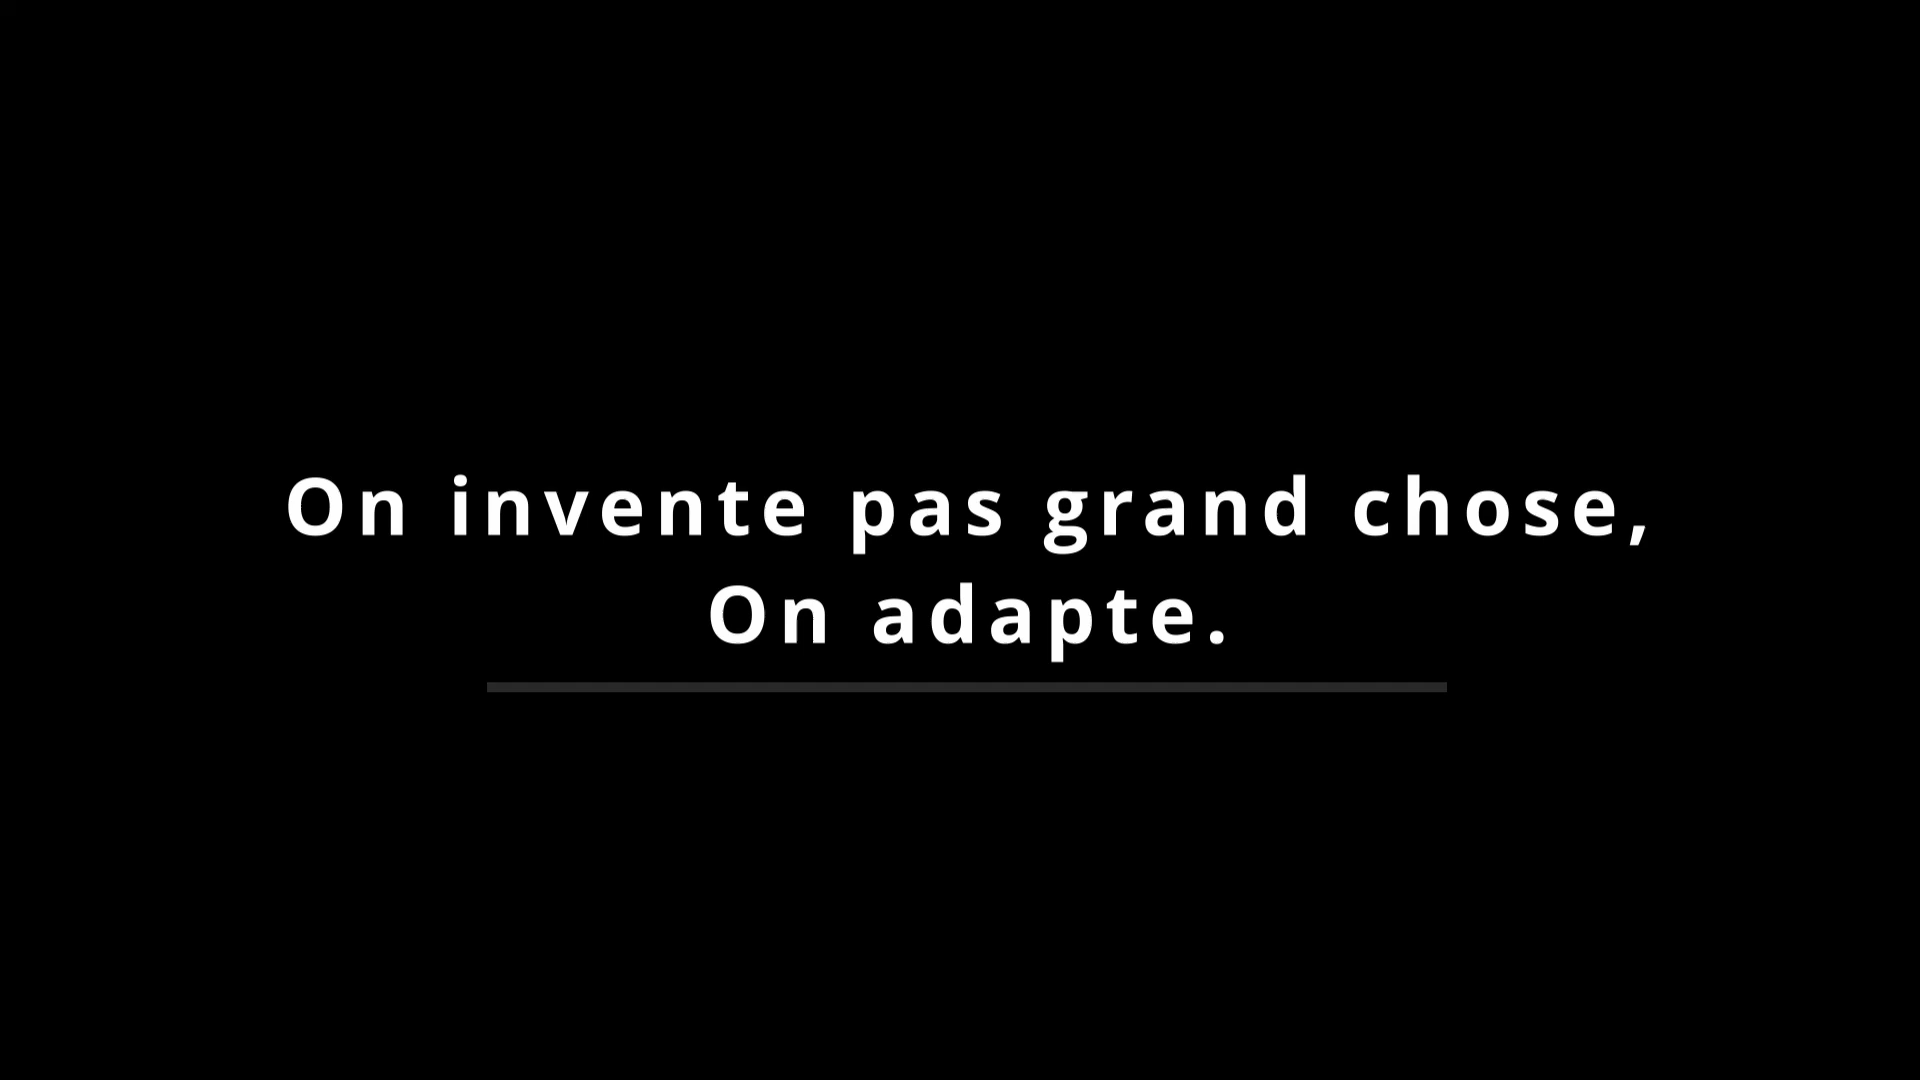 On invente pas grand chose,
On adapte.